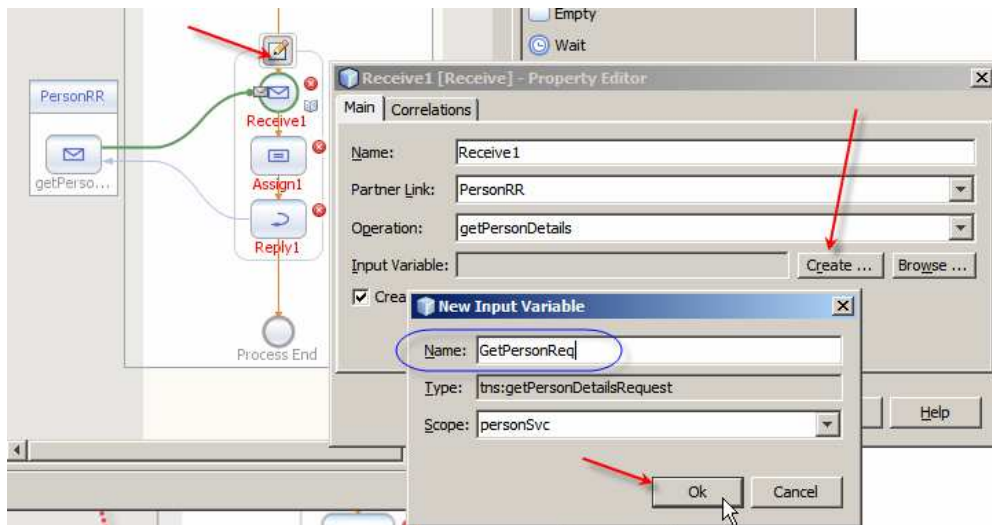 Empty
Wait
PersonRR
getPerso...
Receive1
Assign1
Reply1
Process End
Receive1 [Receive] - Property Editor
Main
Correlations
Name: Receive1
Partner Link: PersonRR
Operation: getPersonDetails
Input Variable: Create ... Browse ...
Crea
New Input Variable
Name: GetPersonReq
Type: tns:getPersonDetailsRequest
Scope: personSvc
Help
Ok Cancel